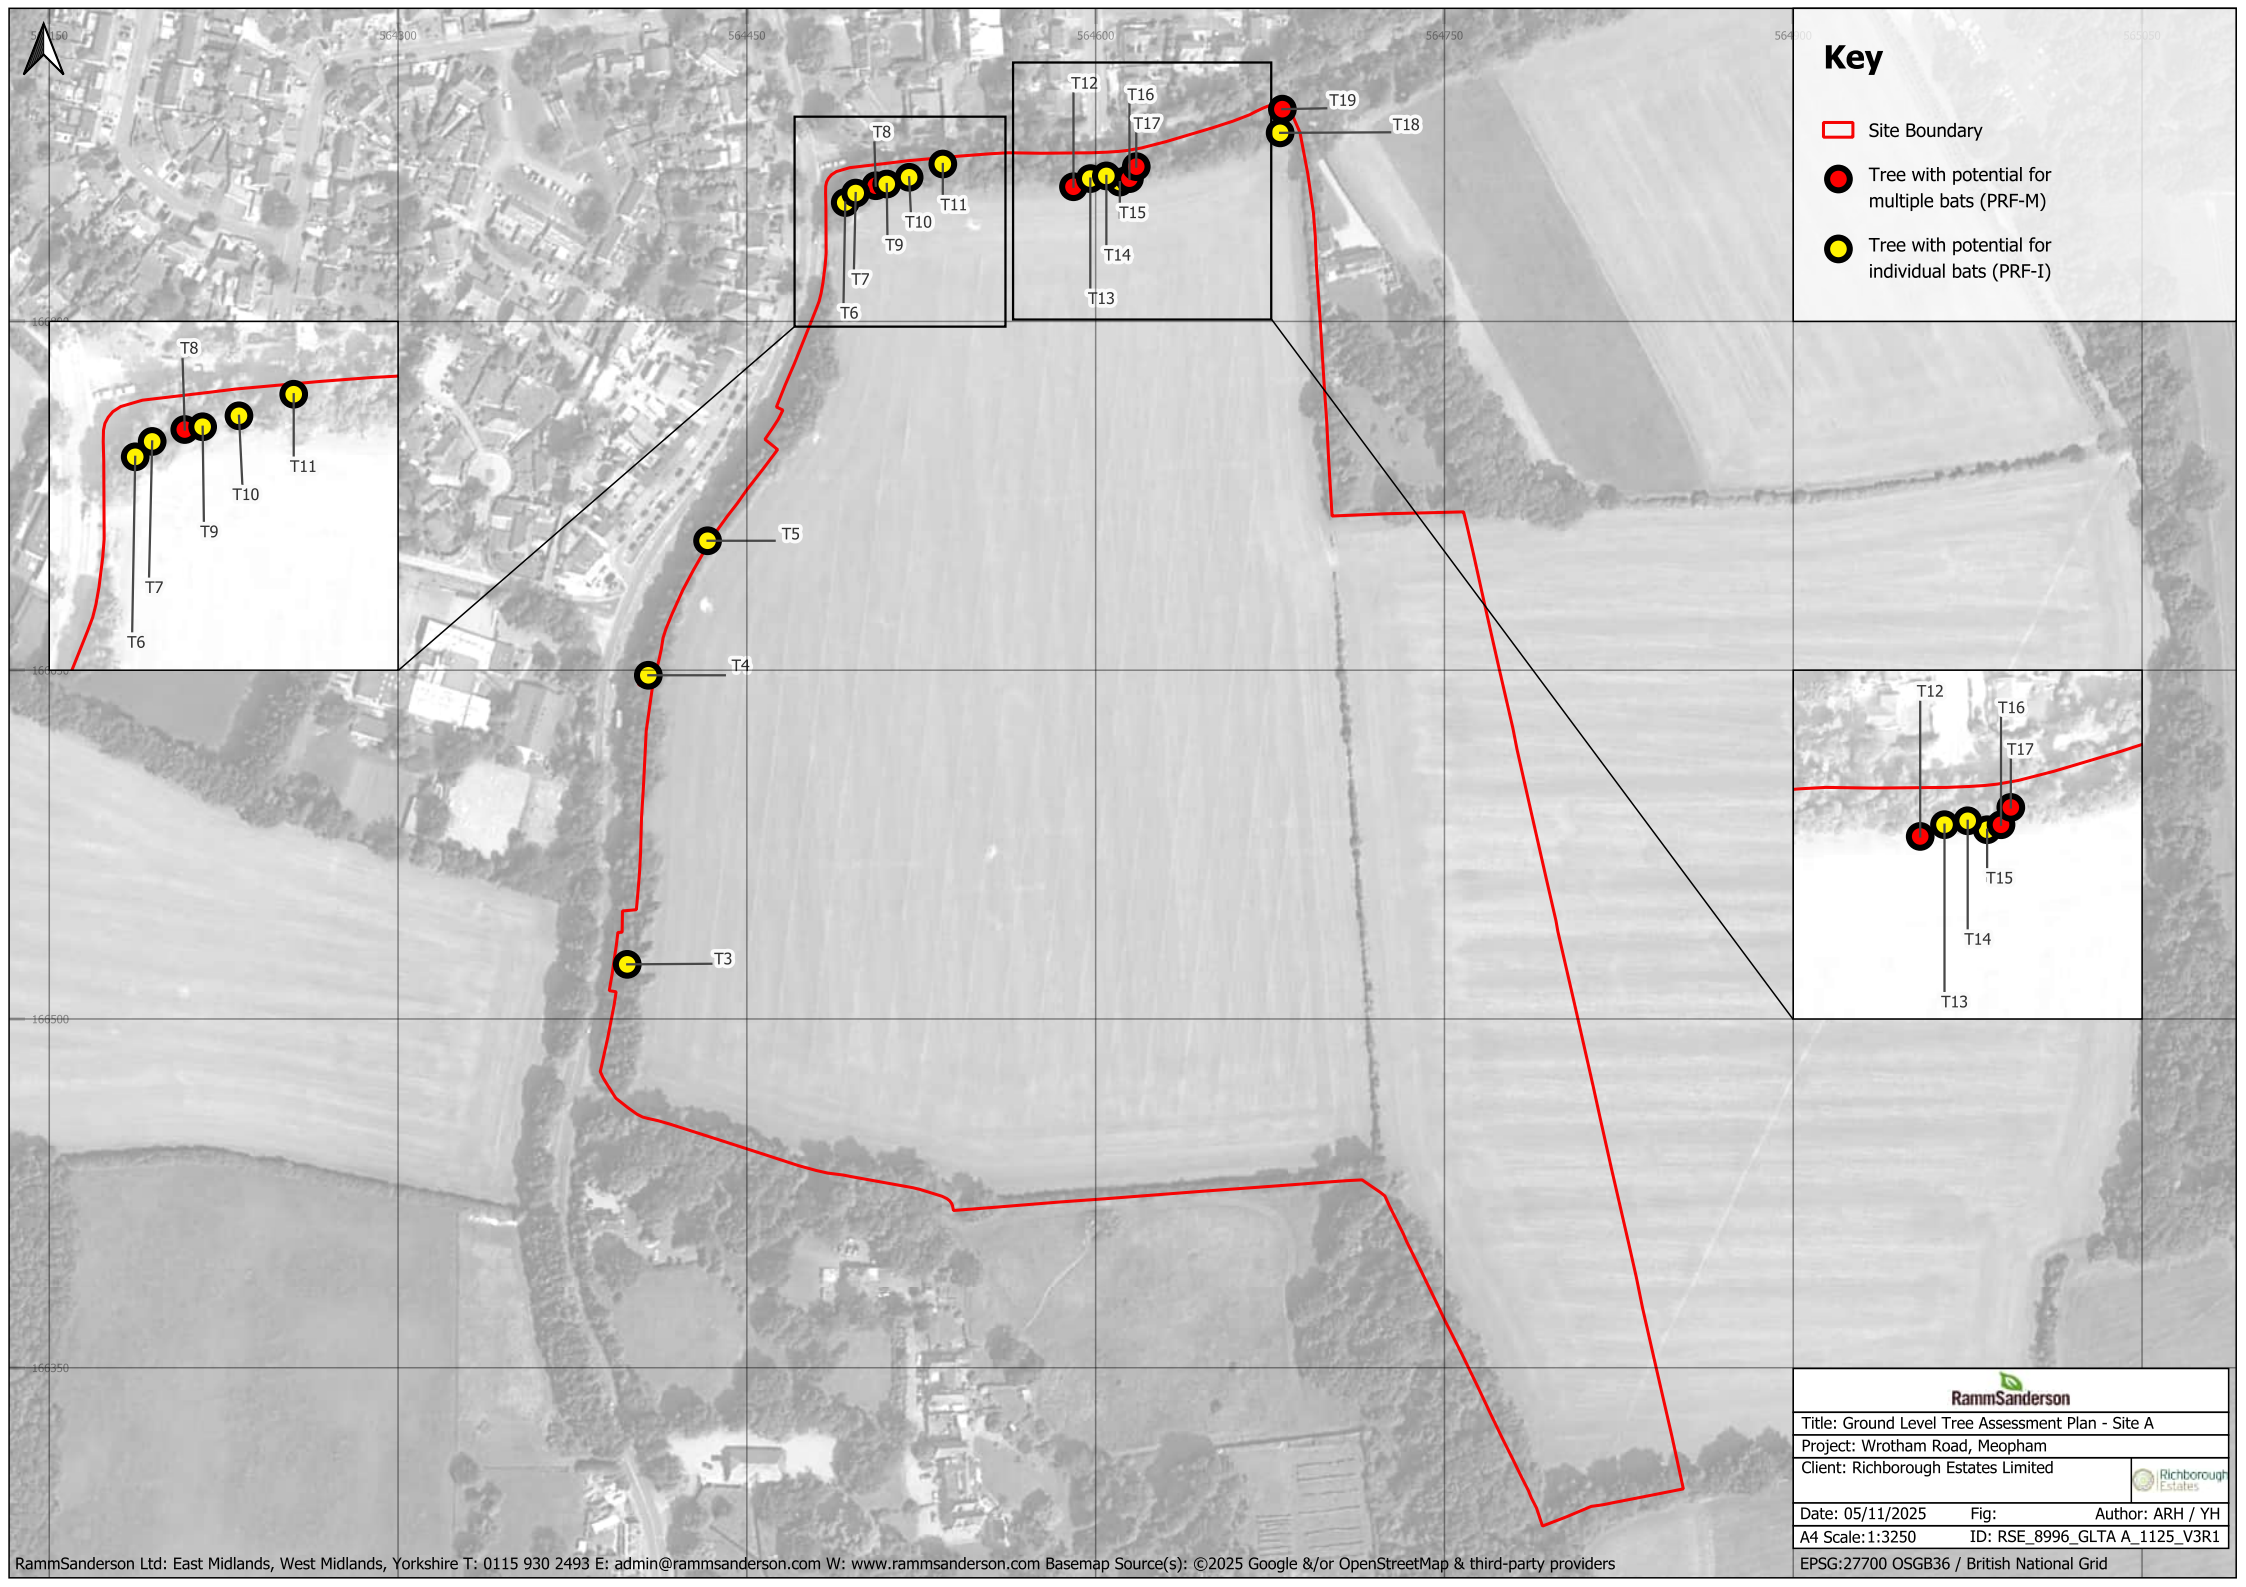 564300
564450
564600
564750
Key
Site Boundary
Tree with potential for
multiple bats (PRF-M)
Tree with potential for
individual bats (PRF-I)
T12
T16
T17
T19
T18
T8
T11
T10
T9
T7
T6
T15
T14
T13
T8
T11
T10
T9
T7
T6
T5
T4
T3
T12
T16
T17
T15
T14
T13
166500
166350
RammSanderson
Title: Ground Level Tree Assessment Plan - Site A
Project: Wrotham Road, Meopham
Client: Richborough Estates Limited
Richborough
Estates
Date: 05/11/2025 Fig: Author: ARH / YH
A4 Scale:1:3250 ID: RSE_8996_GLTA A_1125_V3R1
RammSanderson Ltd: East Midlands, West Midlands, Yorkshire T: 0115 930 2493 E: admin@rammsanderson.com W: www.rammsanderson.com Basemap Source(s): ©2025 Google &/or OpenStreetMap & third-party providers
EPSG:27700 OSGB36 / British National Grid